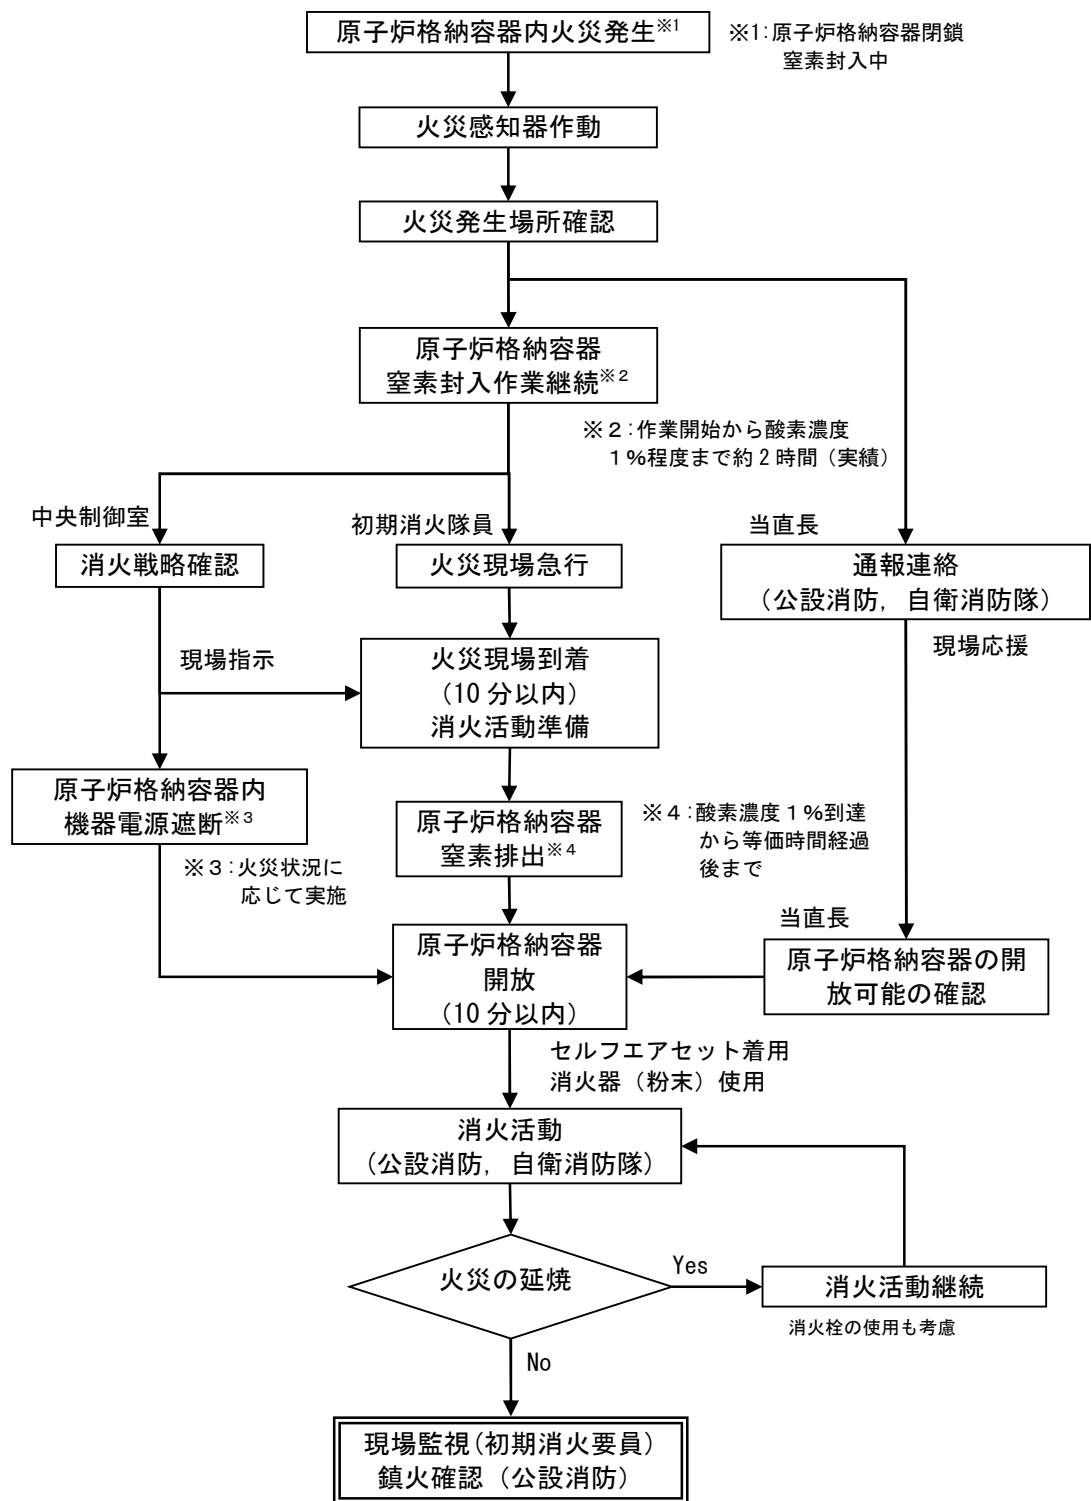 原子炉格納容器内火災発生※1
※1:原子炉格納容器閉鎖
窒素封入中
火災感知器作動
火災発生場所確認
原子炉格納容器
窒素封入作業継続※2
※2:作業開始から酸素濃度
1%程度まで約2時間(実績)
中央制御室
初期消火隊員
当直長
消火戦略確認
火災現場急行
通報連絡
(公設消防,自衛消防隊)
現場指示
火災現場到着
(10分以内)
消火活動準備
現場応援
原子炉格納容器内
機器電源遮断※3
※3:火災状況に
応じて実施
原子炉格納容器
窒素排出※4
※4:酸素濃度1%到達
から等価時間経過
後まで
当直長
原子炉格納容器
開放
(10分以内)
原子炉格納容器の開
放可能の確認
セルフエアセット着用
消火器(粉末)使用
消火活動
(公設消防,自衛消防隊)
火災の延焼
Yes
消火活動継続
消火栓の使用も考慮
No
現場監視(初期消火要員)
鎮火確認(公設消防)